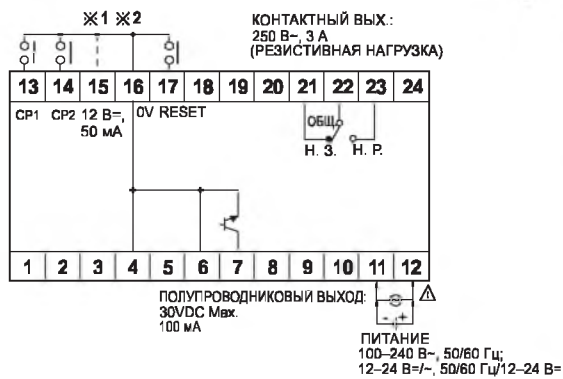 ※1 ※2
КОНТАКТНЫЙ ВЫХ.:
250 В~, 3 А
(РЕЗИСТИВНАЯ НАГРУЗКА)
13 14 15 16 17 18 19 20 21 22 23 24
CP1 CP2 12 В=, 0V RESET
50 мА
ОБЩ.
Н. З. Н. Р.
1 2 3 4 5 6 7 8 9 10 11 12
ПОЛУПРОВОДНИКОВЫЙ ВЫХОД:
30VDC Max.
100 мА
ПИТАНИЕ
100–240 В~, 50/60 Гц;
12–24 В=/~, 50/60 Гц/12–24 В=